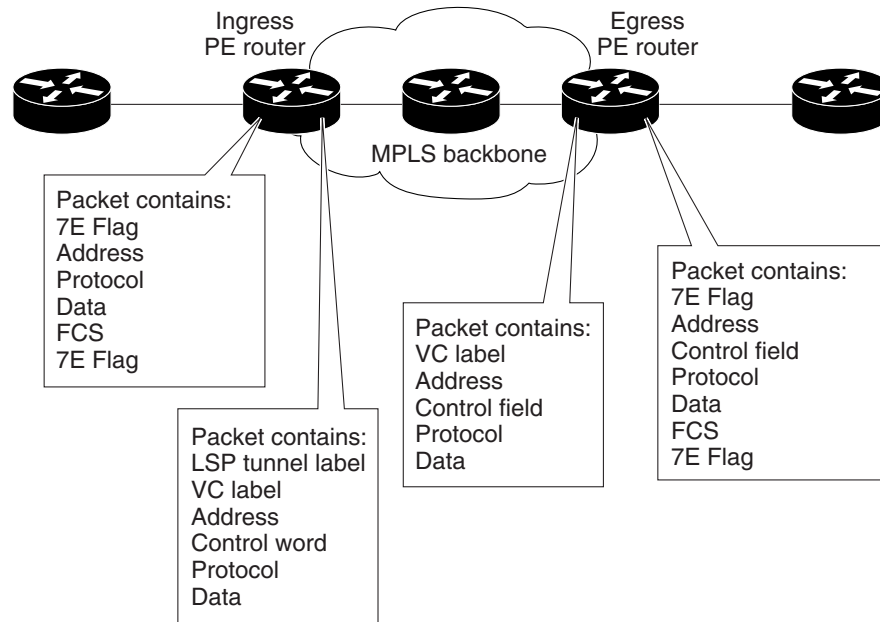 Ingress
PE router
Egress
PE router
MPLS backbone
Packet contains:
7E Flag
Address
Protocol
Data
FCS
7E Flag
Packet contains:
LSP tunnel label
VC label
Address
Control word
Protocol
Data
Packet contains:
VC label
Address
Control field
Protocol
Data
Packet contains:
7E Flag
Address
Control field
Protocol
Data
FCS
7E Flag